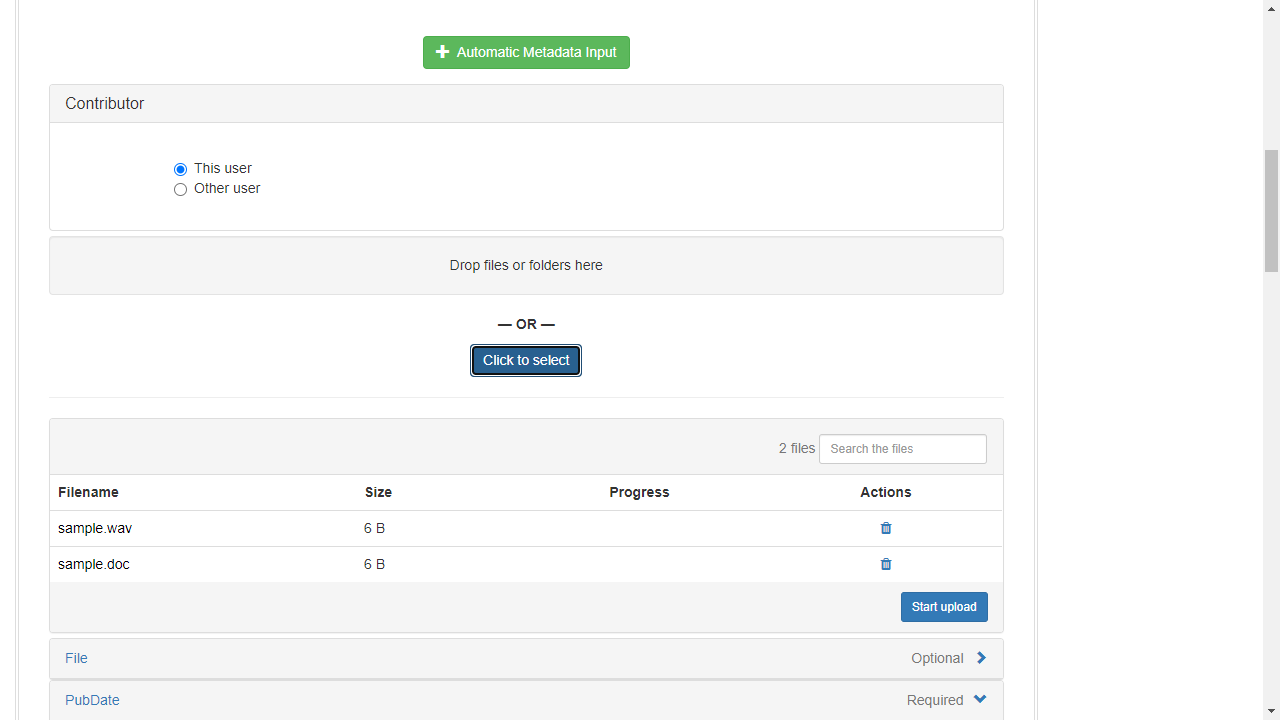 Automatic Metadata Input
Contributor
This user
Other user
Drop files or folders here
— OR —
Click to select
2 files Search the files
Filename Size Progress Actions
sample.wav 6 B
sample.doc 6 B
Start upload
File Optional
PubDate Required